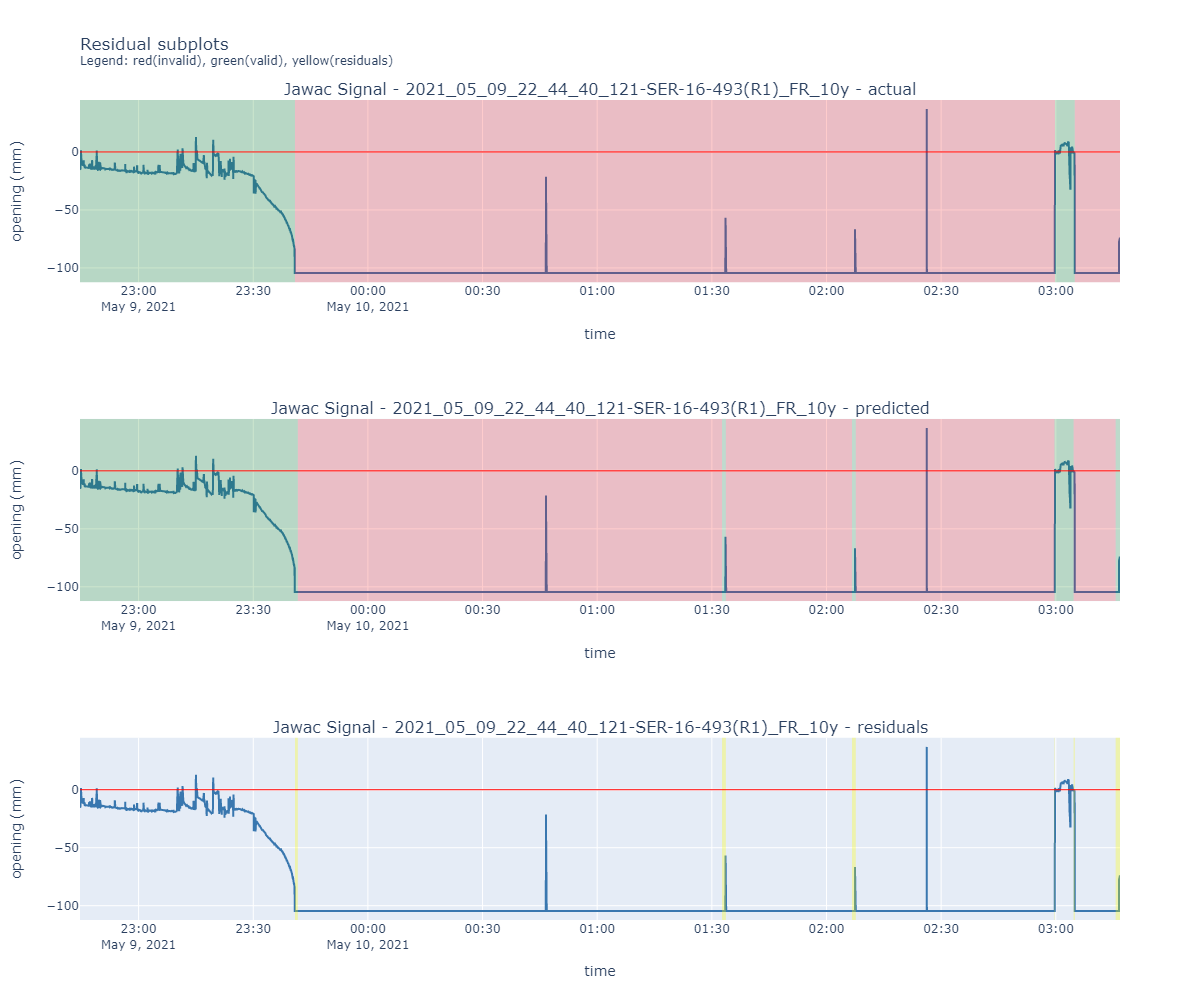 Residual subplots
Legend: red(invalid), green(valid), yellow(residuals)
Jawac Signal - 2021_05_09_22_44_40_121-SER-16-493(R1)_FR_10y - actual
opening (mm)
0
−50
−100
23:00 23:30 00:00 00:30 01:00 01:30 02:00 02:30 03:00
May 9, 2021 May 10, 2021
time
Jawac Signal - 2021_05_09_22_44_40_121-SER-16-493(R1)_FR_10y - predicted
opening (mm)
0
−50
−100
23:00 23:30 00:00 00:30 01:00 01:30 02:00 02:30 03:00
May 9, 2021 May 10, 2021
time
Jawac Signal - 2021_05_09_22_44_40_121-SER-16-493(R1)_FR_10y - residuals
opening (mm)
0
−50
−100
23:00 23:30 00:00 00:30 01:00 01:30 02:00 02:30 03:00
May 9, 2021 May 10, 2021
time